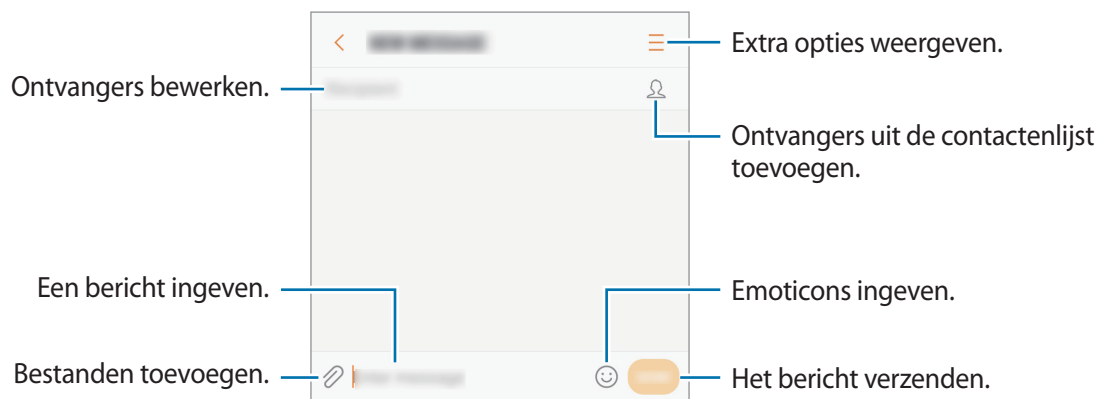 Extra opties weergeven.
Ontvangers bewerken.
Ontvangers uit de contactenlijst
toevoegen.
Een bericht ingeven.
Emoticons ingeven.
Bestanden toevoegen.
Het bericht verzenden.